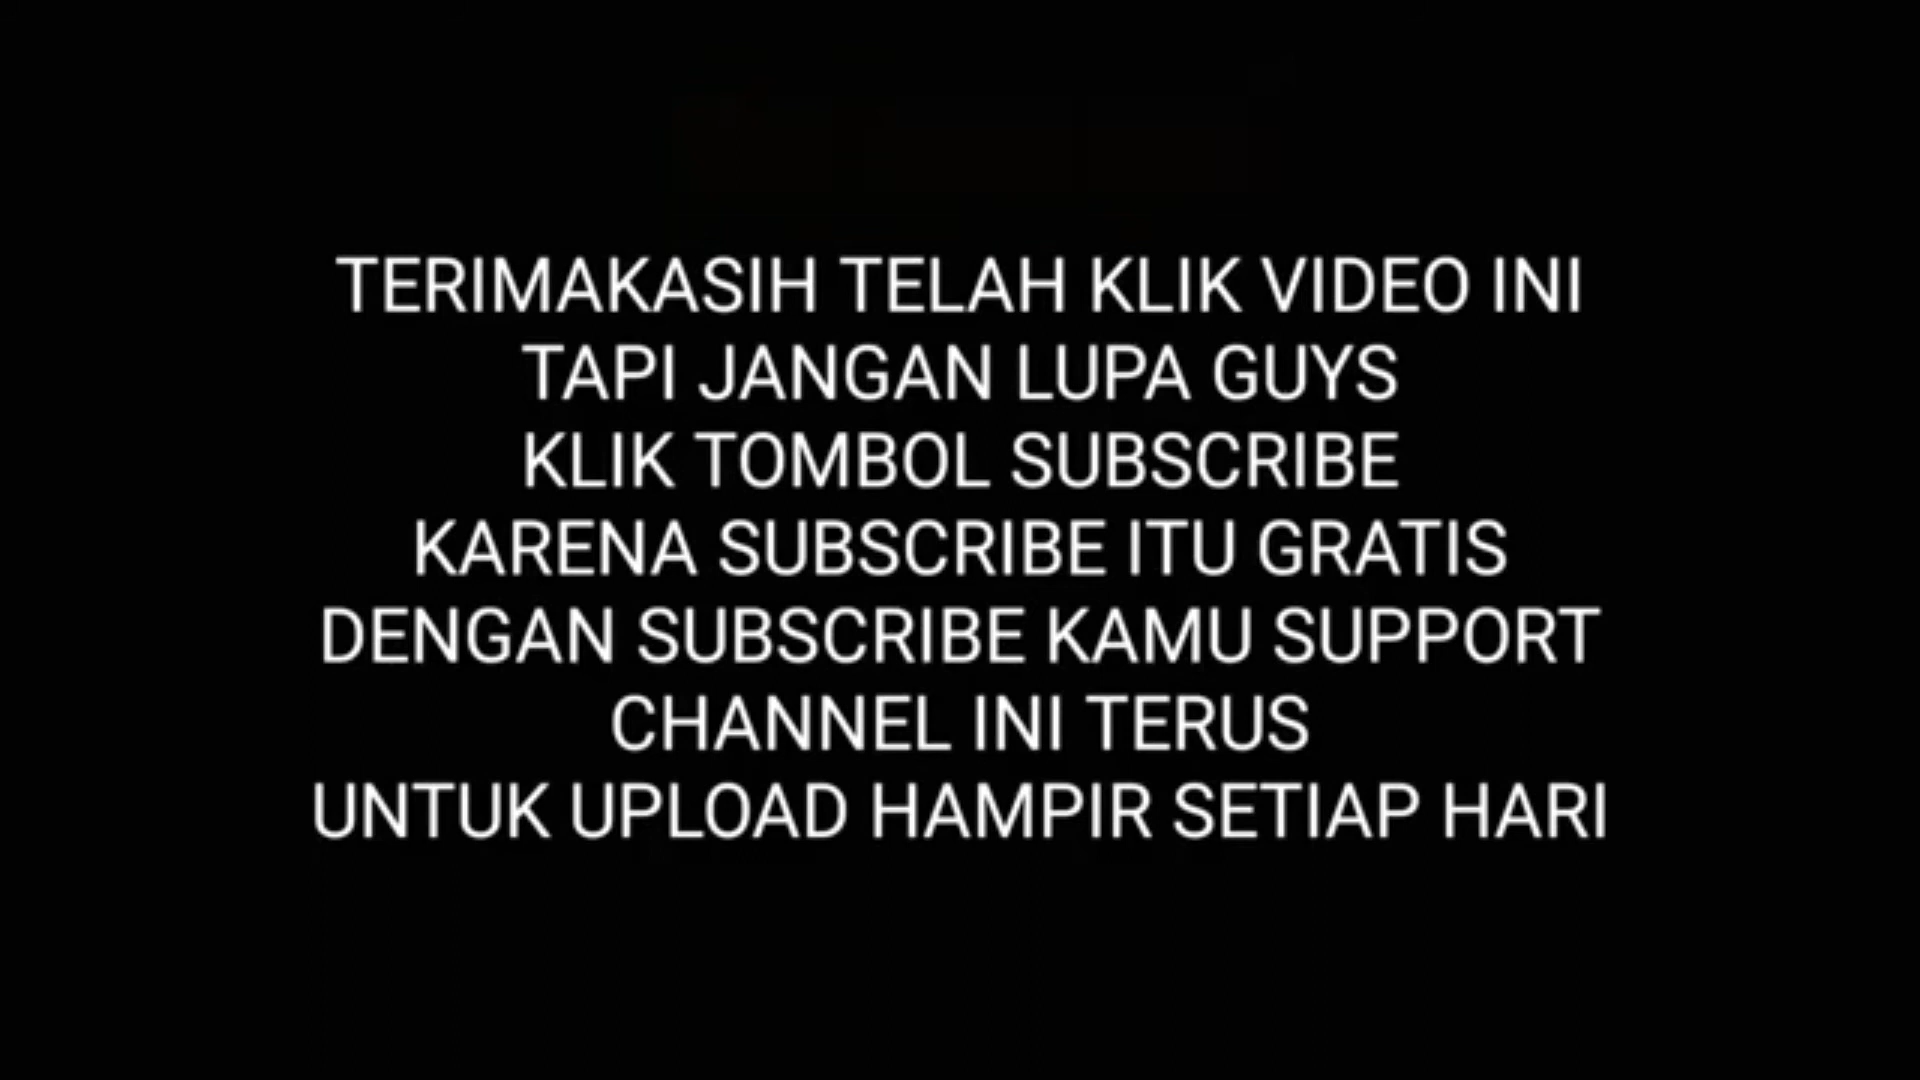 TERIMAKASIH TELAH KLIK VIDEO INI
TAPI JANGAN LUPA GUYS
KLIK TOMBOL SUBSCRIBE
KARENA SUBSCRIBE ITU GRATIS
DENGAN SUBSCRIBE KAMU SUPPORT
CHANNEL INI TERUS
UNTUK UPLOAD HAMPIR SETIAP HARI